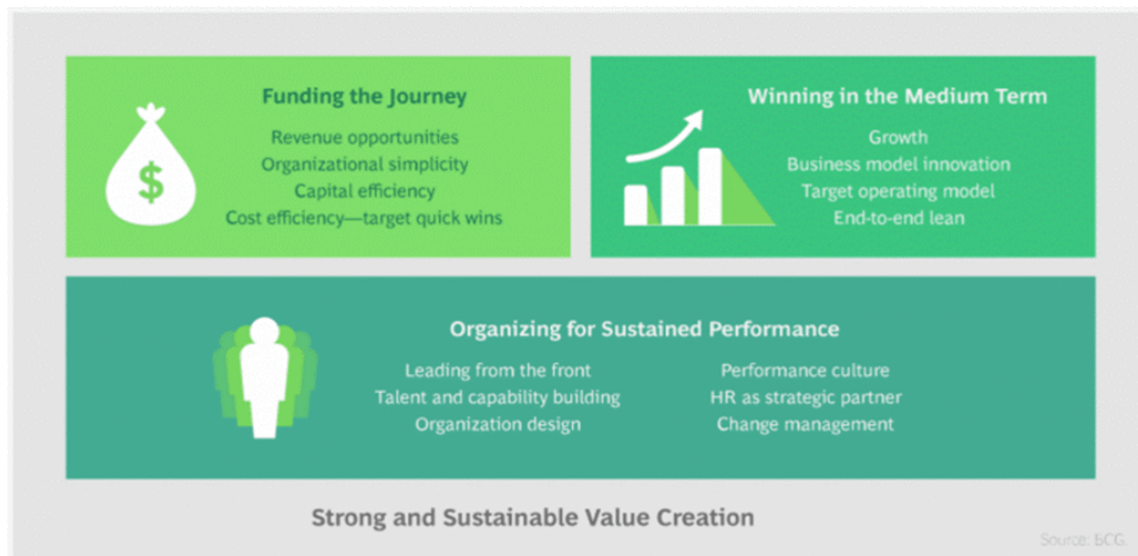 Funding the Journey
Revenue opportunities
Organizational simplicity
Capital efficiency
Cost efficiency—target quick wins
$
Winning in the Medium Term
Growth
Business model innovation
Target operating model
End-to-end lean
Organizing for Sustained Performance
Leading from the front
Talent and capability building
Organization design
Performance culture
HR as strategic partner
Change management
Strong and Sustainable Value Creation
Source: BCG.